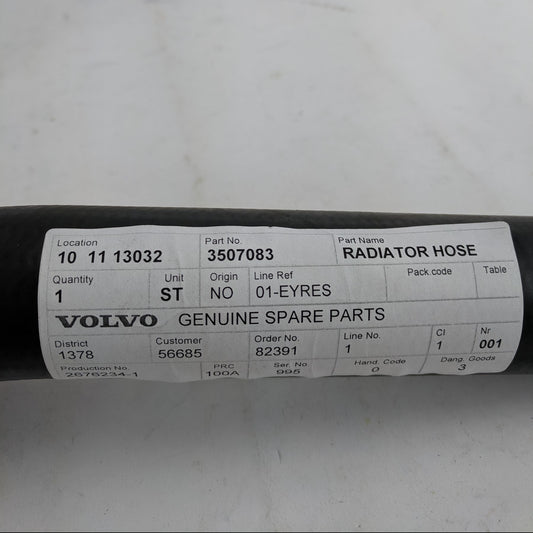 Location Part No. Part Name
10 11 13032 3507083 RADIATOR HOSE
Quantity Unit Origin Line Ref Pack.code Table
1 ST NO 01-EYRES
VOLVO GENUINE SPARE PARTS
District Customer Order No. Line No. CI Nr
1378 56685 82391 1 1 001
Production No. PRC Ser. No Hand. Code Dang. Goods
2676234-1 100A 995 0 3